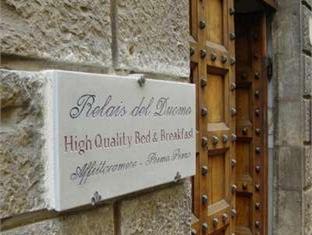 Relais del Duomo
High Quality Bed & Breakfast
Affittacamere - Primo Piano